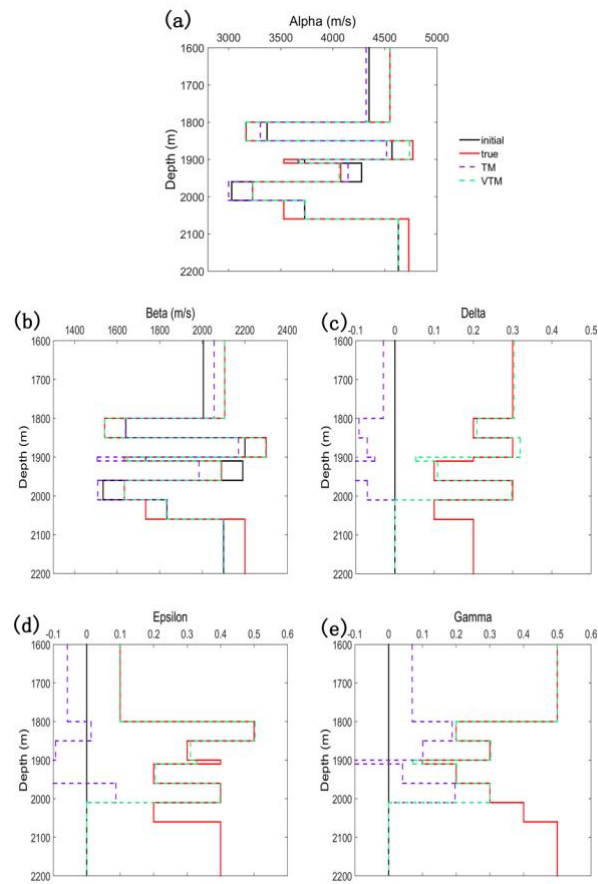 (a)
Alpha (m/s)
3000 3500 4000 4500 5000
1600
1700
1800
1900
2000
2100
2200
Depth (m)
initial
true
TM
VTM
(b)
Beta (m/s)
1400 1600 1800 2000 2200 2400
1600
1700
1800
1900
2000
2100
2200
Depth (m)
(c)
Delta
-0.1 0 0.1 0.2 0.3 0.4 0.5
1600
1700
1800
1900
2000
2100
2200
Depth (m)
(d)
Epsilon
-0.1 0 0.1 0.2 0.3 0.4 0.5 0.6
1600
1700
1800
1900
2000
2100
2200
Depth (m)
(e)
Gamma
-0.1 0 0.1 0.2 0.3 0.4 0.5 0.6
1600
1700
1800
1900
2000
2100
2200
Depth (m)